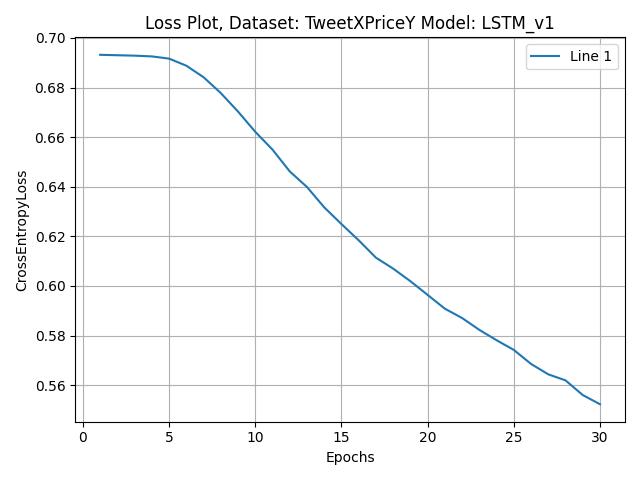 Loss Plot, Dataset: TweetXPriceY Model: LSTM_v1
Line 1
CrossEntropyLoss
0.70
0.68
0.66
0.64
0.62
0.60
0.58
0.56
0 5 10 15 20 25 30
Epochs